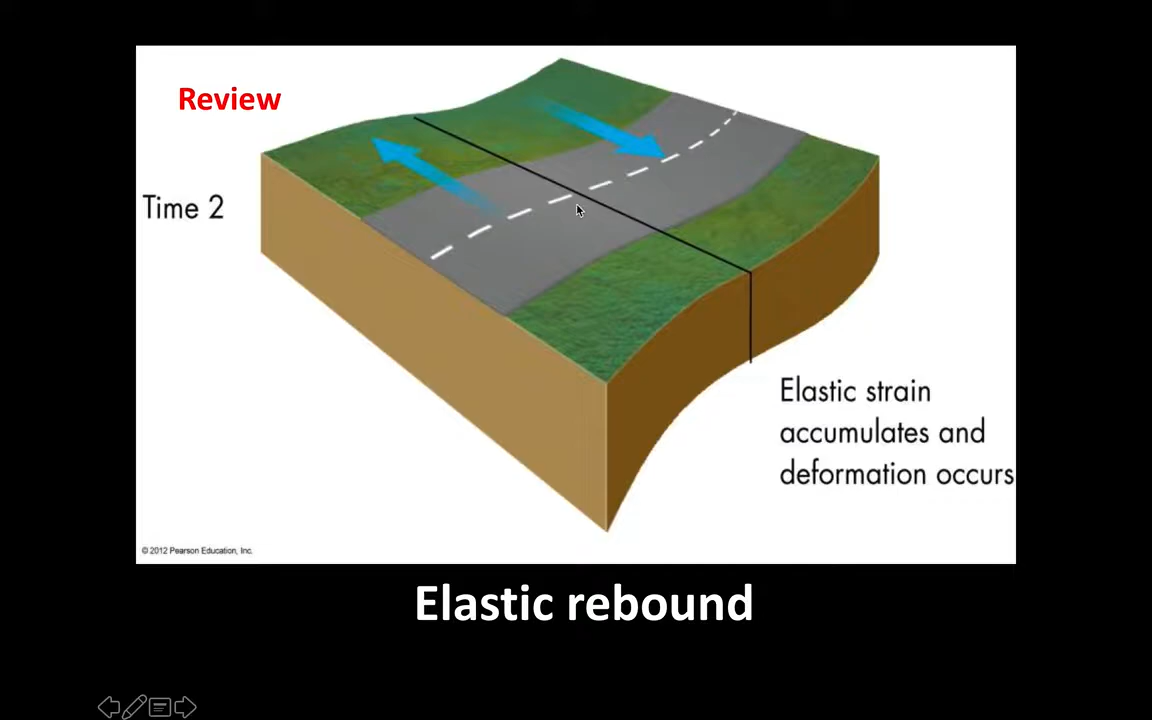 Review
Time 2
Elastic strain
accumulates and
deformation occurs
© 2012 Pearson Education, Inc.
Elastic rebound